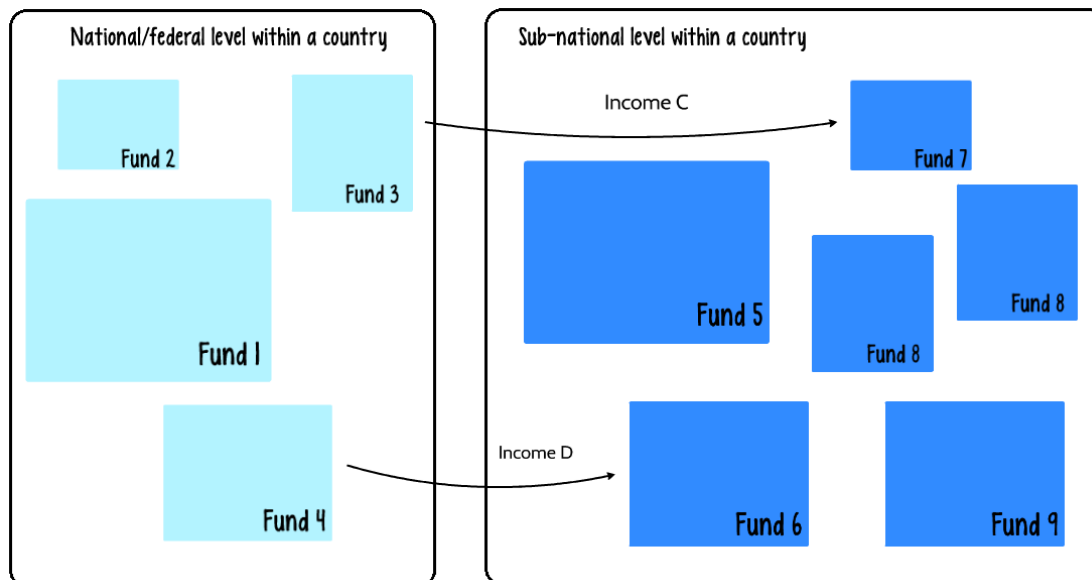 National/federal level within a country
Fund 2
Fund 3
Fund 1
Fund 4
Income C
Income D
Sub-national level within a country
Fund 7
Fund 5
Fund 8
Fund 8
Fund 6
Fund 9